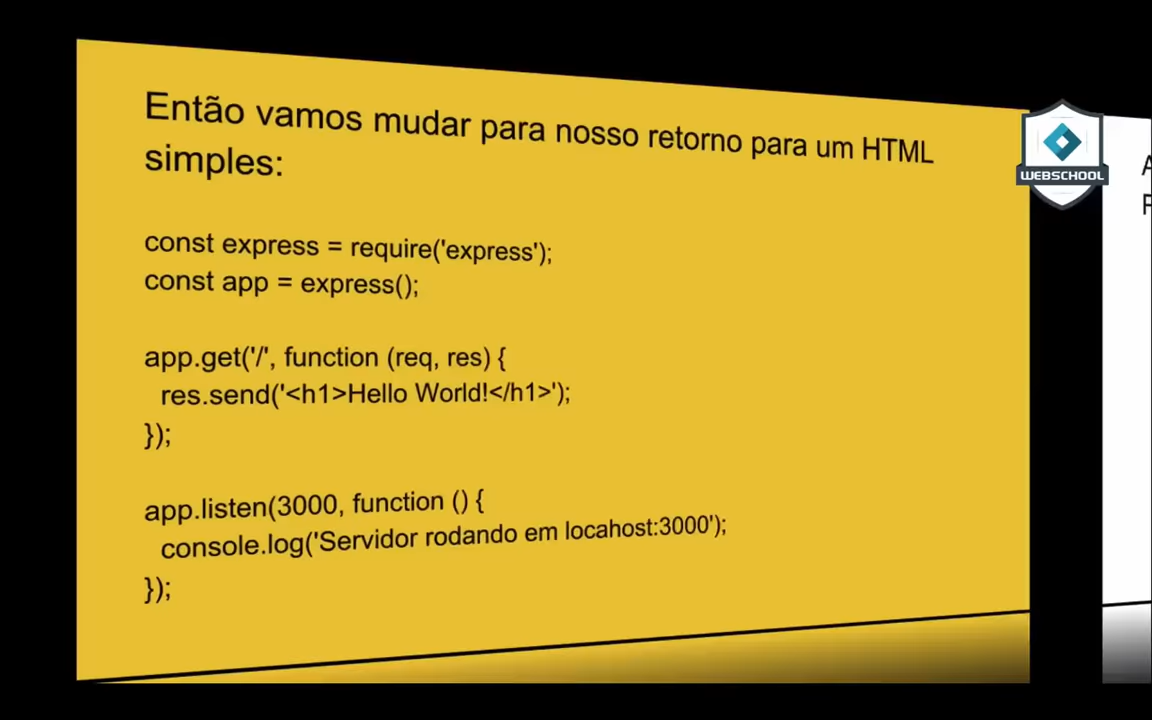 Então vamos mudar para nosso retorno para um HTML
simples:
const express = require('express');
const app = express();
app.get('/', function (req, res) {
res.send('<h1>Hello World!</h1>');
});
app.listen(3000, function () {
console.log('Servidor rodando em locahost:3000');
});
WEBSCHOOL